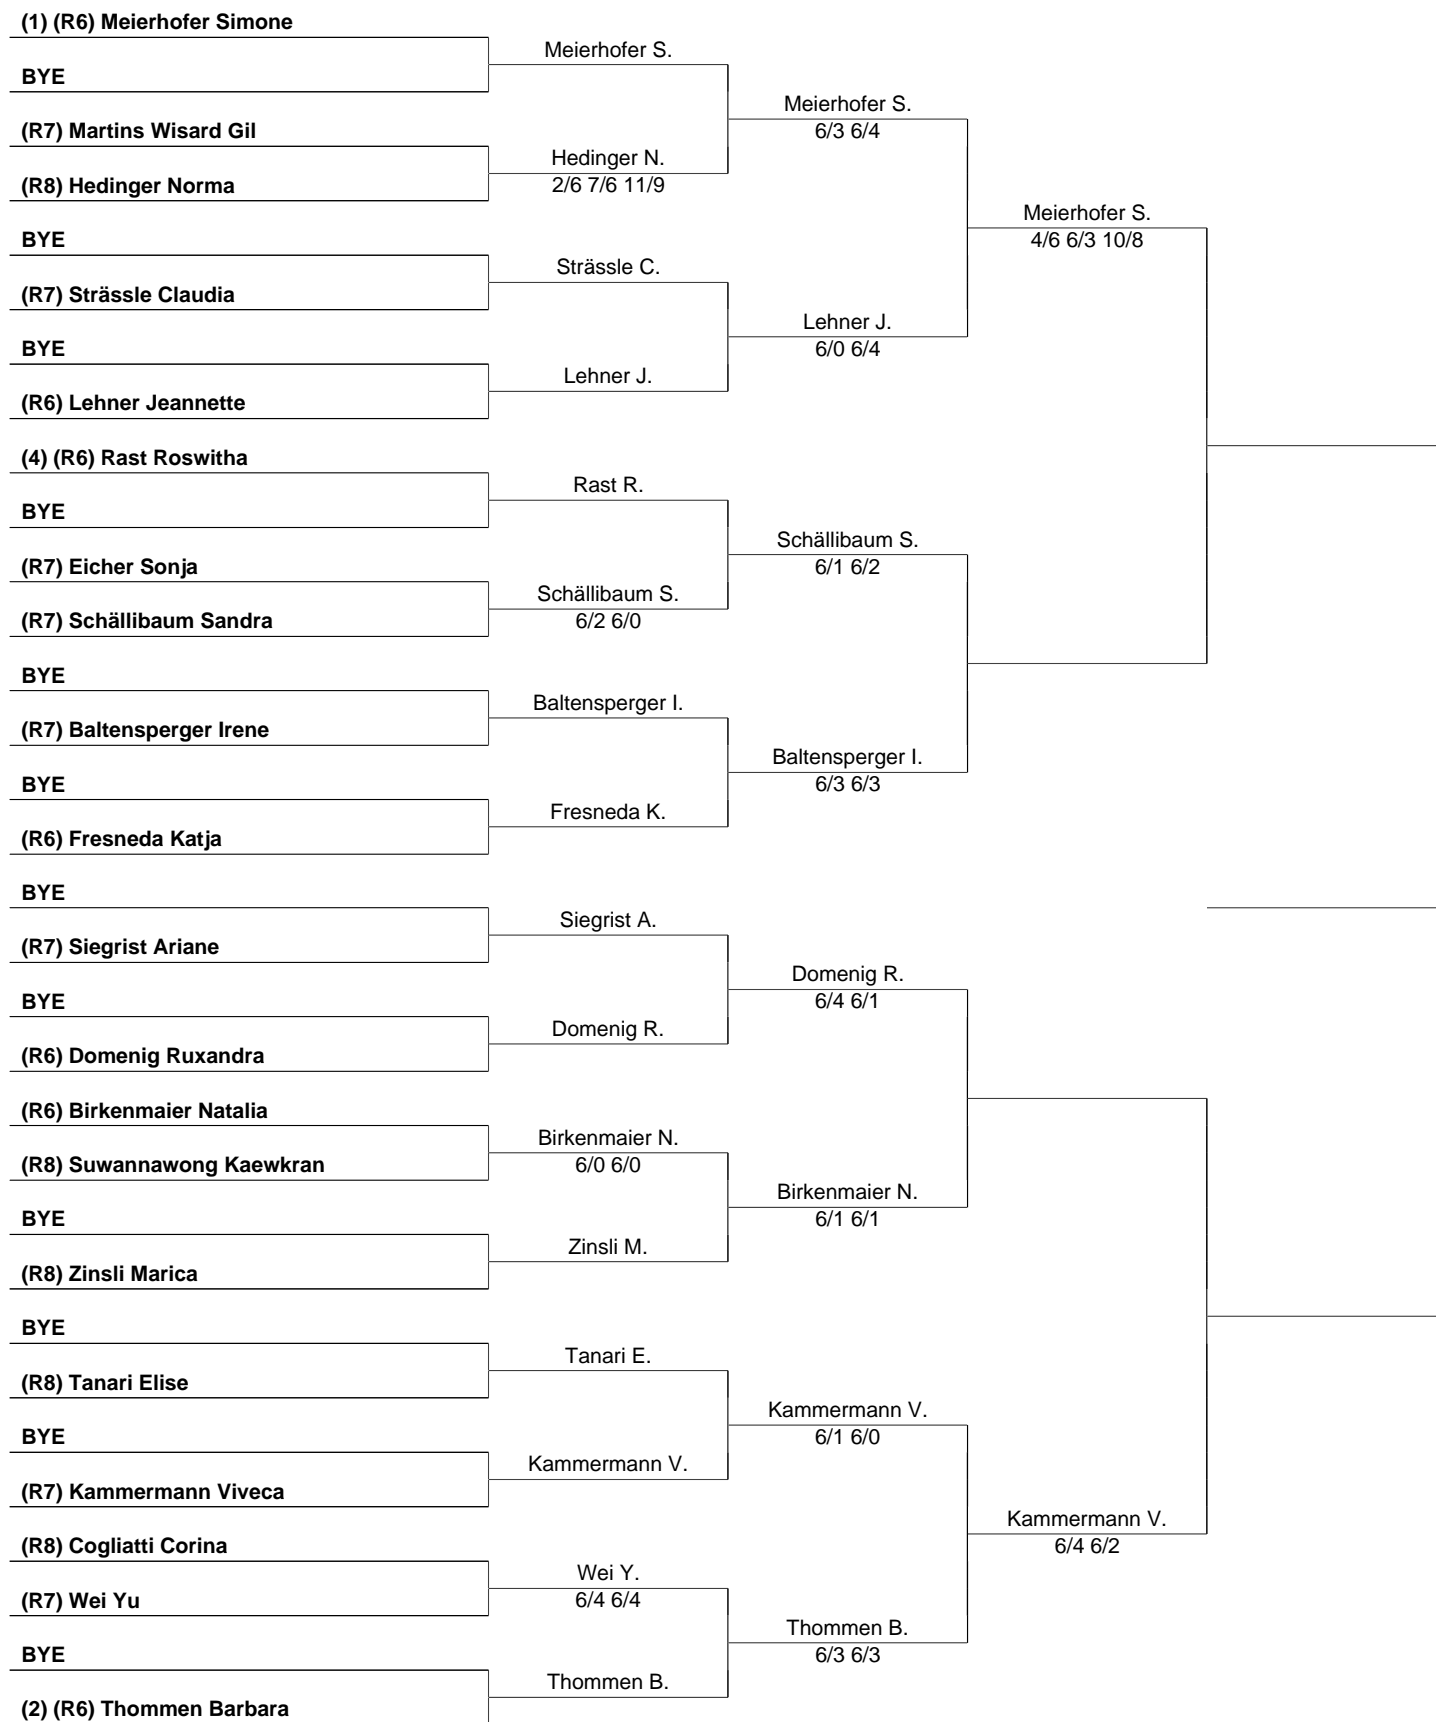 (1) (R6) Meierhofer Simone
BYE
(R7) Martins Wisard Gil
(R8) Hedinger Norma
BYE
(R7) Strässle Claudia
BYE
(R6) Lehner Jeannette
(4) (R6) Rast Roswitha
BYE
(R7) Eicher Sonja
(R7) Schällibaum Sandra
BYE
(R7) Baltensperger Irene
BYE
(R6) Fresneda Katja
BYE
(R7) Siegrist Ariane
BYE
(R6) Domenig Ruxandra
(R6) Birkenmaier Natalia
(R8) Suwannawong Kaewkran
BYE
(R8) Zinsli Marica
BYE
(R8) Tanari Elise
BYE
(R7) Kammermann Viveca
(R8) Cogliatti Corina
(R7) Wei Yu
BYE
(2) (R6) Thommen Barbara
Meierhofer S.
Hedinger N.
2/6 7/6 11/9
Strässle C.
Lehner J.
Rast R.
Schällibaum S.
6/2 6/0
Baltensperger I.
Fresneda K.
Siegrist A.
Domenig R.
Birkenmaier N.
6/0 6/0
Zinsli M.
Tanari E.
Kammermann V.
Wei Y.
6/4 6/4
Thommen B.
Meierhofer S.
6/3 6/4
Lehner J.
6/0 6/4
Schällibaum S.
6/1 6/2
Baltensperger I.
6/3 6/3
Domenig R.
6/4 6/1
Birkenmaier N.
6/1 6/1
Kammermann V.
6/1 6/0
Thommen B.
6/3 6/3
Meierhofer S.
4/6 6/3 10/8
Kammermann V.
6/4 6/2